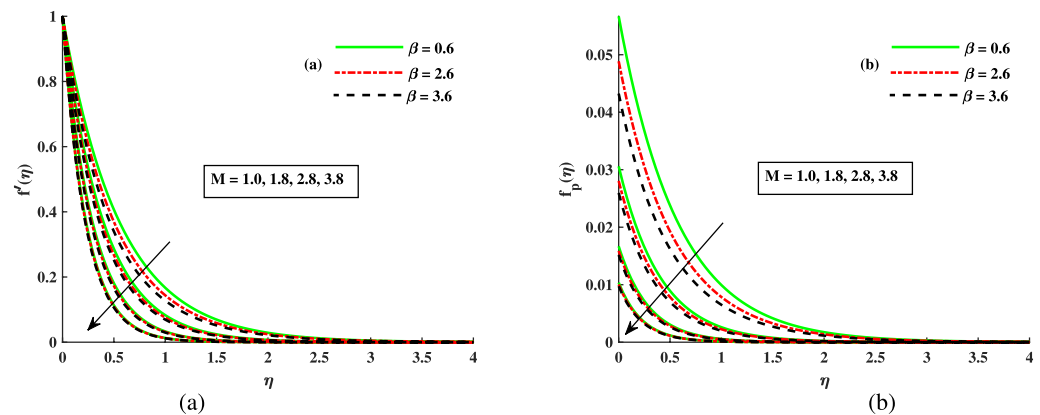 1
0.8
0.6
0.4
0.2
0
0 0.5 1 1.5 2 2.5 3 3.5 4
f'(η)
η
(a)
β = 0.6
β = 2.6
β = 3.6
M = 1.0, 1.8, 2.8, 3.8
(a)
0.05
0.04
0.03
0.02
0.01
0
0 0.5 1 1.5 2 2.5 3 3.5 4
f_p(η)
η
(b)
β = 0.6
β = 2.6
β = 3.6
M = 1.0, 1.8, 2.8, 3.8
(b)